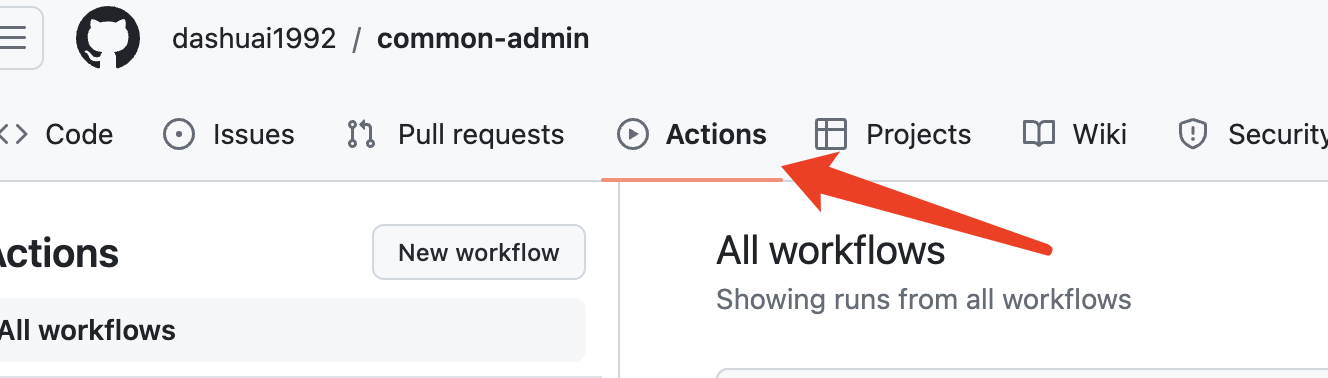 dashuai1992 / common-admin
Code Issues Pull requests Actions Projects Wiki Security
Actions
New workflow
All workflows
All workflows
Showing runs from all workflows